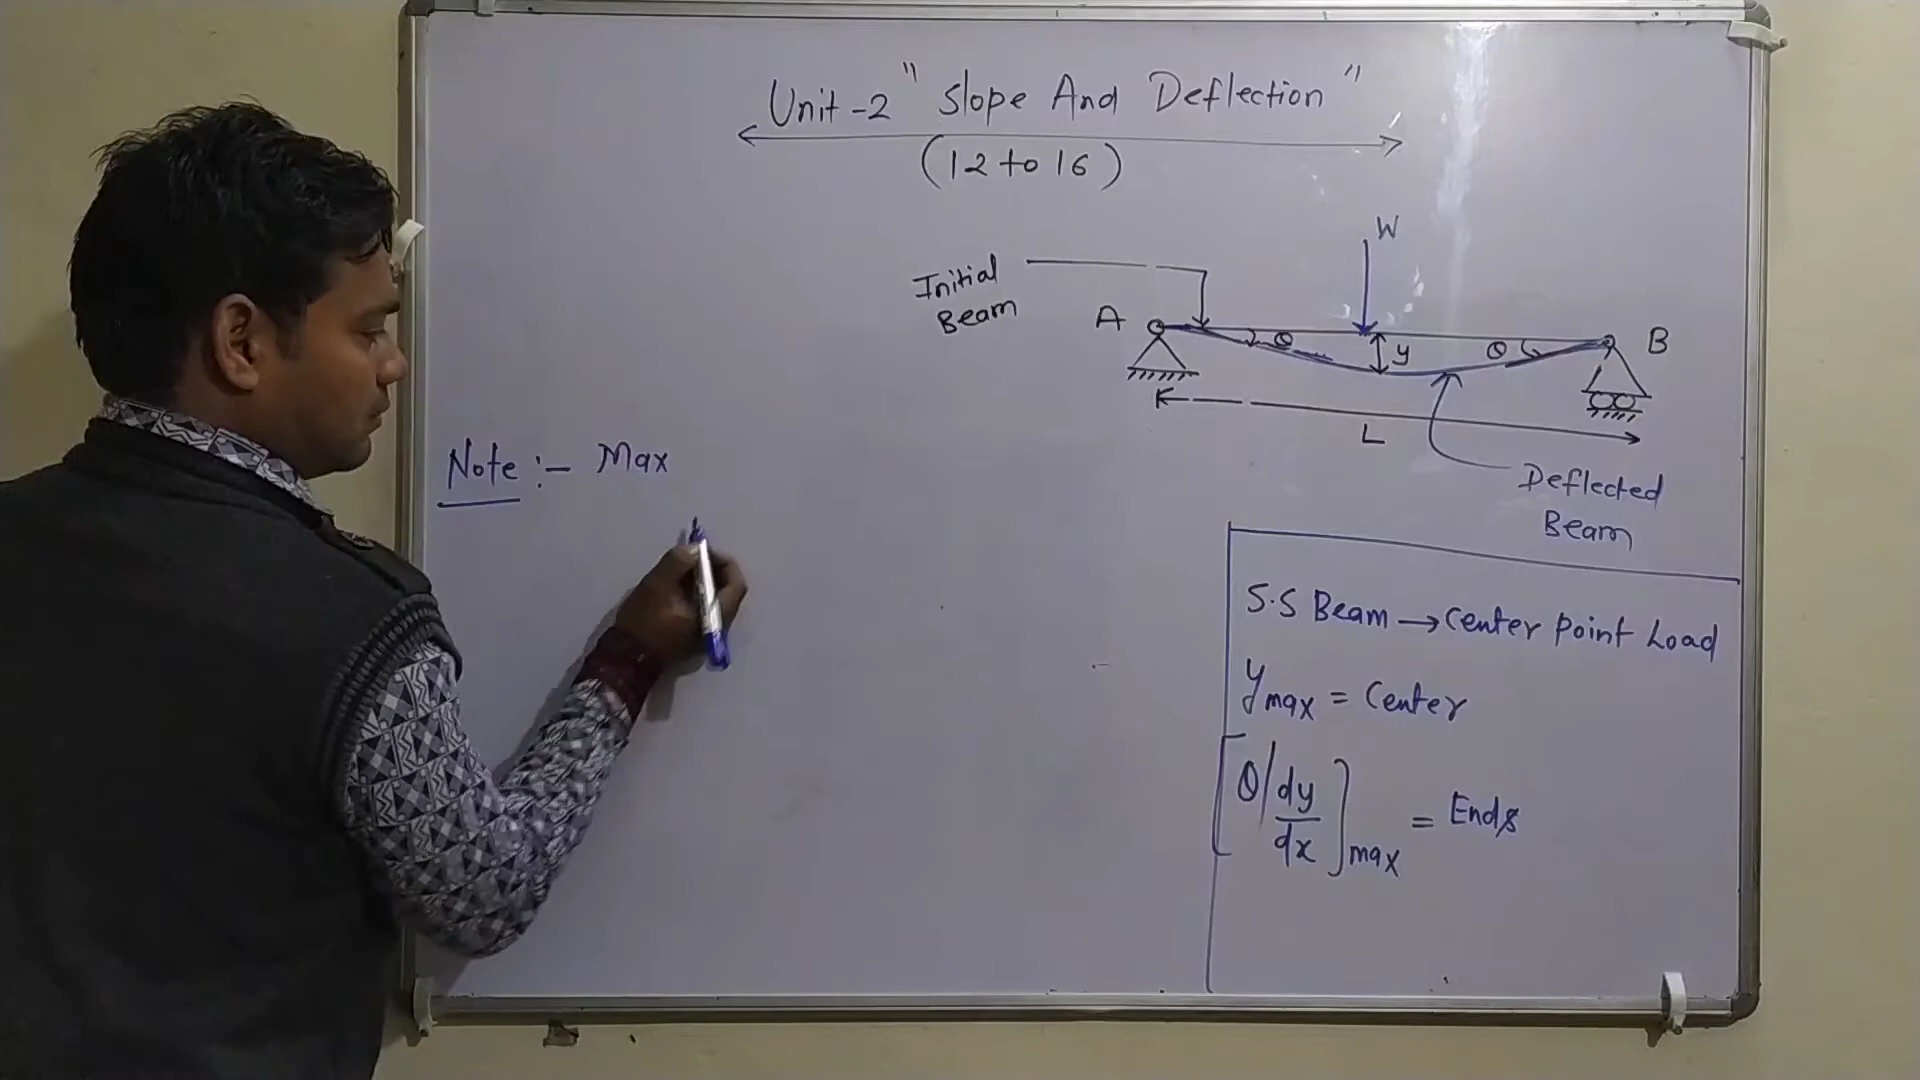 Unit-2 " Slope And Deflection "
(12 to 16)
W
Initial
Beam
A
θ
y
θ
B
L
Deflected
Beam
Note :- Max
S.S Beam → Center Point Load
ymax = Center
[θ/dy/dx]max = Ends